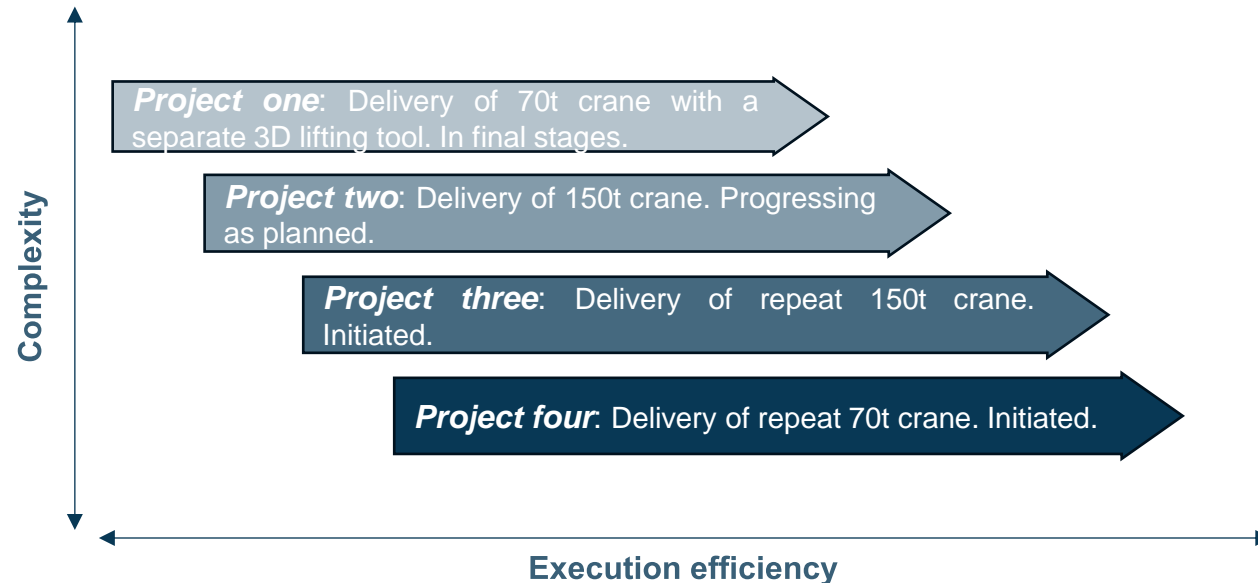 Complexity
Project one: Delivery of 70t crane with a
separate 3D lifting tool. In final stages.
Project two: Delivery of 150t crane. Progressing
as planned.
Project three: Delivery of repeat 150t crane.
Initiated.
Project four: Delivery of repeat 70t crane. Initiated.
Execution efficiency